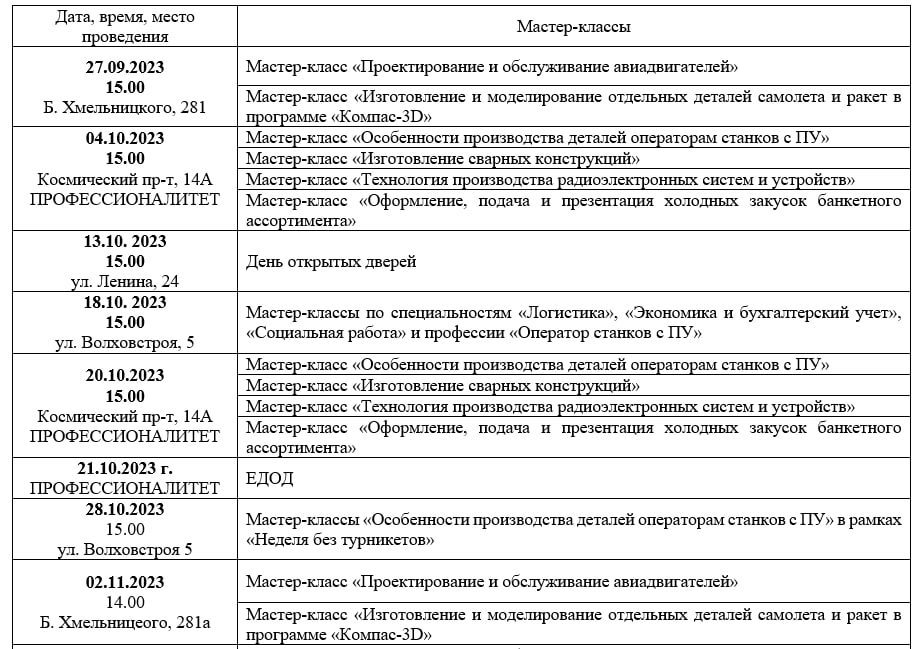 Дата, время, место
проведения
Мастер-классы
27.09.2023
15.00
Б. Хмельницкого, 281
Мастер-класс «Проектирование и обслуживание авиадвигателей»
Мастер-класс «Изготовление и моделирование отдельных деталей самолета и ракет в
программе «Компас-3D»
04.10.2023
15.00
Космический пр-т, 14А
ПРОФЕССИОНАЛИТЕТ
Мастер-класс «Особенности производства деталей операторам станков с ПУ»
Мастер-класс «Изготовление сварных конструкций»
Мастер-класс «Технология производства радиоэлектронных систем и устройств»
Мастер-класс «Оформление, подача и презентация холодных закусок банкетного
ассортимента»
13.10. 2023
15.00
ул. Ленина, 24
День открытых дверей
18.10. 2023
15.00
ул. Волховстроя, 5
Мастер-классы по специальностям «Логистика», «Экономика и бухгалтерский учет»,
«Социальная работа» и профессии «Оператор станков с ПУ»
20.10.2023
15.00
Космический пр-т, 14А
ПРОФЕССИОНАЛИТЕТ
Мастер-класс «Особенности производства деталей операторам станков с ПУ»
Мастер-класс «Изготовление сварных конструкций»
Мастер-класс «Технология производства радиоэлектронных систем и устройств»
Мастер-класс «Оформление, подача и презентация холодных закусок банкетного
ассортимента»
21.10.2023 г.
ПРОФЕССИОНАЛИТЕТ
ЕДОД
28.10.2023
15.00
ул. Волховстроя 5
Мастер-классы «Особенности производства деталей операторам станков с ПУ» в рамках
«Неделя без турникетов»
02.11.2023
14.00
Б. Хмельницеого, 281а
Мастер-класс «Проектирование и обслуживание авиадвигателей»
Мастер-класс «Изготовление и моделирование отдельных деталей самолета и ракет в
программе «Компас-3D»